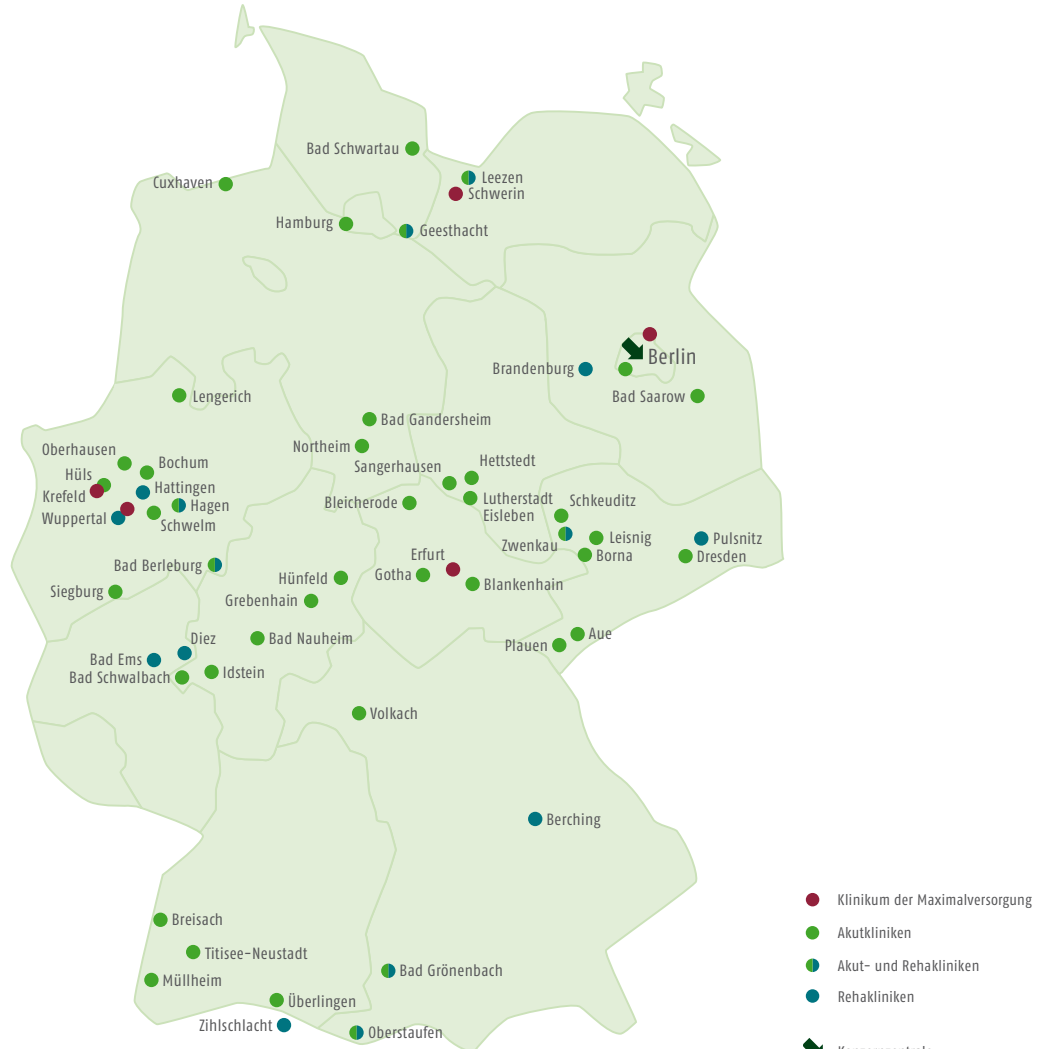 Bad Schwartau
Leezen
Cuxhaven
Schwerin
Hamburg
Geesthacht
Berlin
Brandenburg
Bad Saarow
Lengerich
Bad Gandersheim
Northeim
Oberhausen
Bochum
Sangerhausen
Hettstedt
Hüls
Hattingen
Krefeld
Hagen
Bleicherode
Lutherstadt
Eisleben
Schkeuditz
Wuppertal
Schwelm
Zwenkau
Leisnig
Pulsnitz
Borna
Dresden
Erfurt
Bad Berleburg
Hünfeld
Gotha
Blankenhain
Siegburg
Grebenhain
Diez
Bad Nauheim
Aue
Plauen
Bad Ems
Bad Schwalbach
Idstein
Volkach
Berching
Breisach
Titisee-Neustadt
Bad Grönenbach
Müllheim
Überlingen
Zihlschlacht
Oberstaufen
Klinikum der Maximalversorgung
Akutkliniken
Akut- und Rehakliniken
Rehakliniken